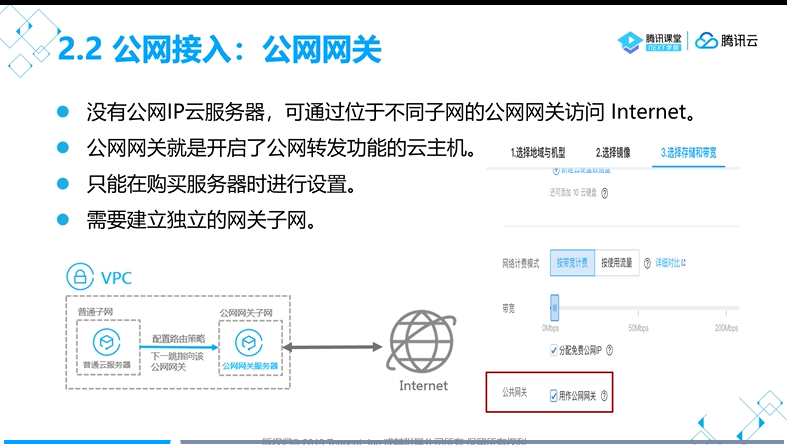 2.2 公网接入：公网网关
腾讯课堂
NEXT学院
腾讯云
没有公网IP云服务器，可通过位于不同子网的公网网关访问 Internet。
公网网关就是开启了公网转发功能的云主机。
只能在购买服务器时进行设置。
需要建立独立的网关子网。
1.选择地域与机型 2.选择镜像 3.选择存储和带宽
还可添加 10 云硬盘
网络计费模式 按带宽计费 按使用流量 详细对比
带宽
0Mbps 50Mbps 200Mbps
分配免费公网IP
公共网关 用作公网网关
VPC
普通子网
普通云服务器
配置路由策略
下一跳指向该
公网网关
公网网关子网
公网网关服务器
Internet